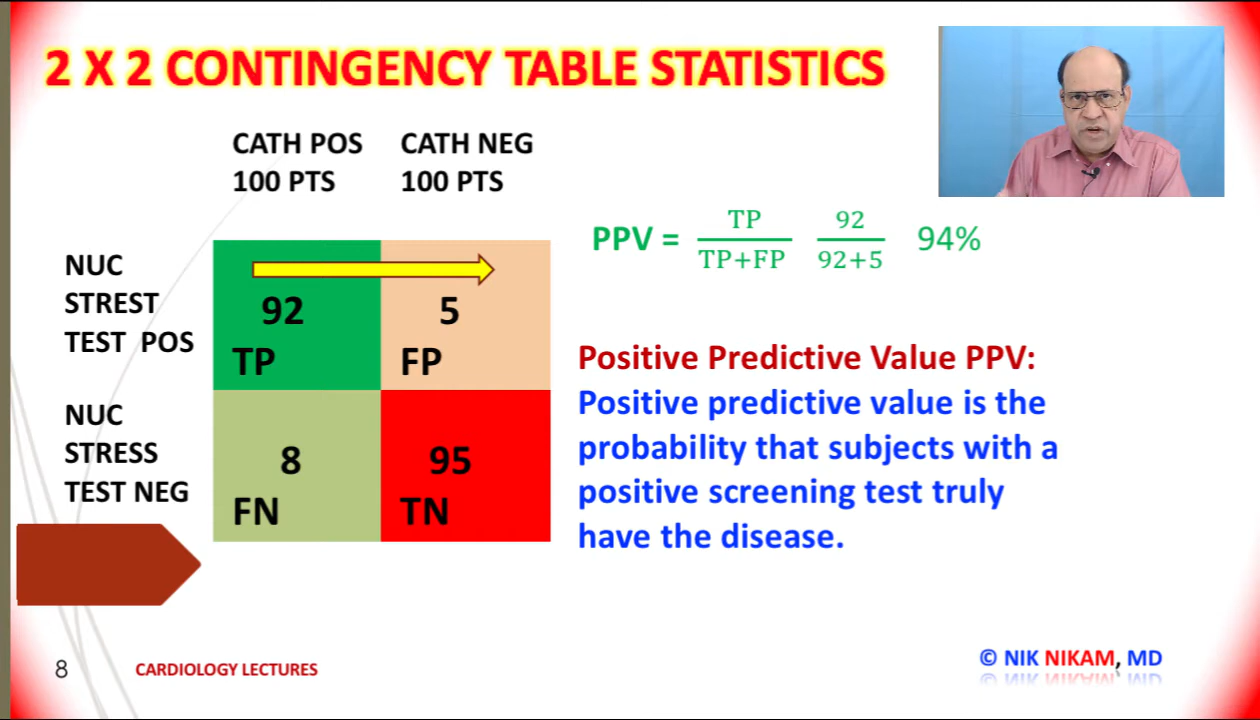 2 X 2 CONTINGENCY TABLE STATISTICS
CATH POS
100 PTS
CATH NEG
100 PTS
NUC
STREST
TEST POS
92
TP
5
FP
NUC
STRESS
TEST NEG
8
FN
95
TN
PPV = TP/TP+FP 92/92+5 94%
Positive Predictive Value PPV:
Positive predictive value is the
probability that subjects with a
positive screening test truly
have the disease.
8
CARDIOLOGY LECTURES
© NIK NIKAM, MD